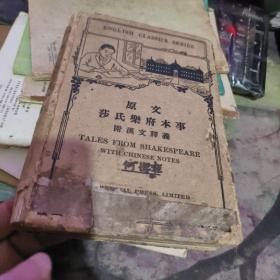 ENGLISH CLASSICS SERIES
原文
莎氏樂府本事
附漢文釋義
TALES FROM SHAKESPEARE
WITH CHINESE NOTES
PRESS, LIMITED